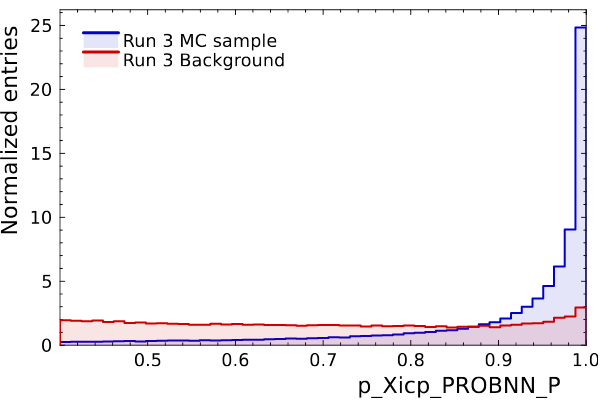 Normalized entries
25
20
15
10
5
0
Run 3 MC sample
Run 3 Background
0.5 0.6 0.7 0.8 0.9 1.0
p_Xicp_PROBNN_P